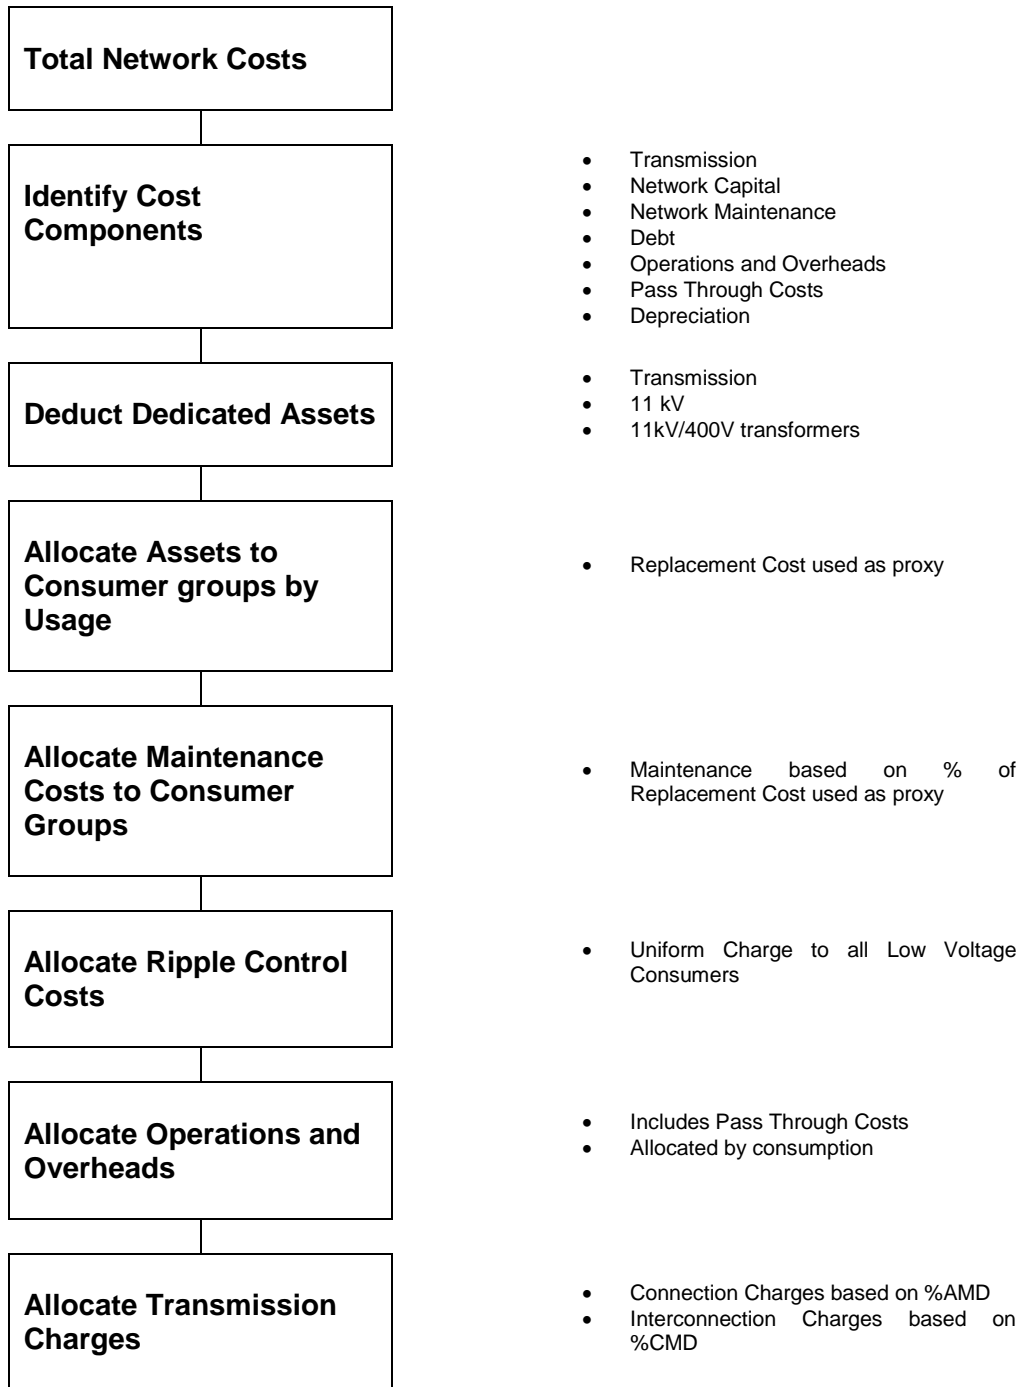 Total Network Costs
Identify Cost
Components
• Transmission
• Network Capital
• Network Maintenance
• Debt
• Operations and Overheads
• Pass Through Costs
• Depreciation
Deduct Dedicated Assets
• Transmission
• 11 kV
• 11kV/400V transformers
Allocate Assets to
Consumer groups by
Usage
• Replacement Cost used as proxy
Allocate Maintenance
Costs to Consumer
Groups
• Maintenance based on % of
Replacement Cost used as proxy
Allocate Ripple Control
Costs
• Uniform Charge to all Low Voltage
Consumers
Allocate Operations and
Overheads
• Includes Pass Through Costs
• Allocated by consumption
Allocate Transmission
Charges
• Connection Charges based on %AMD
• Interconnection Charges based on
%CMD